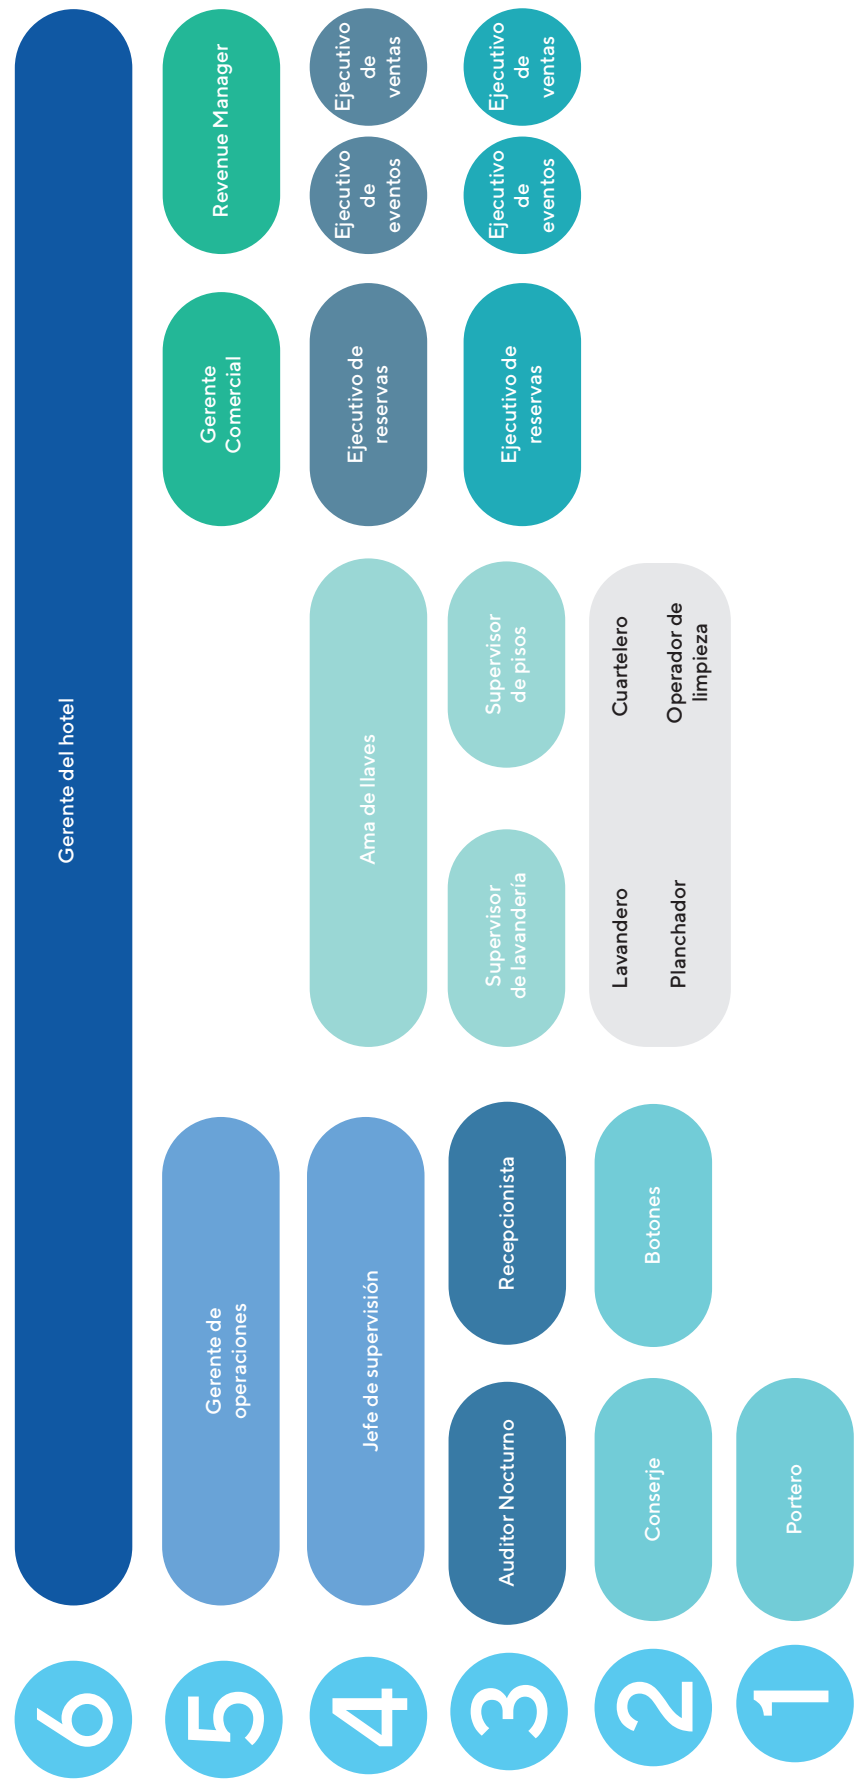 6
Gerente del hotel
5
Gerente de
operaciones
Gerente
Comercial
Revenue Manager
4
Jefe de supervisión
Ama de llaves
Ejecutivo de
reservas
Ejecutivo
de
eventos
Ejecutivo
de
ventas
3
Auditor Nocturno
Recepcionista
Supervisor
de lavandería
Supervisor
de pisos
Ejecutivo de
reservas
Ejecutivo
de
eventos
Ejecutivo
de
ventas
2
Conserje
Botones
Lavandero
Planchador
Cuartelero
Operador de
limpieza
1
Portero